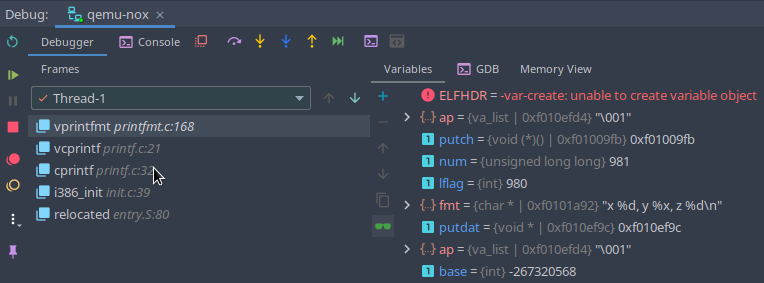 Debug: qemu-nox
Debugger Console
Frames
Thread-1
vprintfmt printfmt.c:168
vcprintf printf.c:21
cprintf printf.c:32
i386_init init.c:39
relocated entry.S:80
Variables GDB Memory View
ELFHDR = -var-create: unable to create variable object
ap = {va_list | 0xf010efd4} "\001"
putch = {void (*)() | 0xf01009fb} 0xf01009fb
num = {unsigned long long} 981
lflag = {int} 980
fmt = {char * | 0xf0101a92} "x %d, y %x, z %d\n"
putdat = {void * | 0xf010ef9c} 0xf010ef9c
ap = {va_list | 0xf010efd4} "\001"
base = {int} -267320568